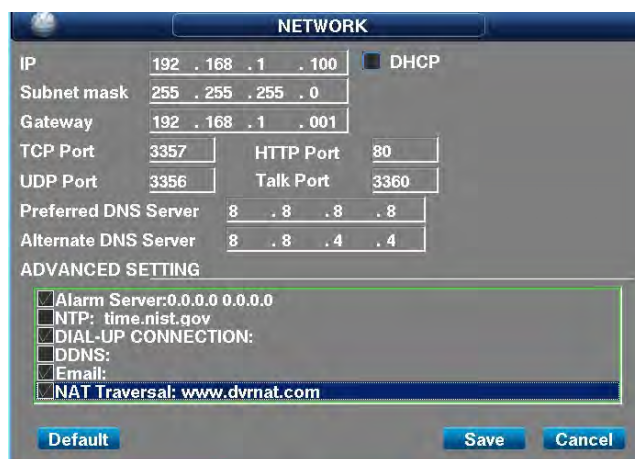 NETWORK
IP 192 . 168 . 1 . 100 DHCP
Subnet mask 255 . 255 . 255 . 0
Gateway 192 . 168 . 1 . 001
TCP Port 3357 HTTP Port 80
UDP Port 3356 Talk Port 3360
Preferred DNS Server 8 . 8 . 8 . 8
Alternate DNS Server 8 . 8 . 4 . 4
ADVANCED SETTING
Alarm Server:0.0.0.0 0.0.0.0
NTP: time.nist.gov
DIAL-UP CONNECTION:
DDNS:
Email:
NAT Traversal: www.dvrnat.com
Default Save Cancel